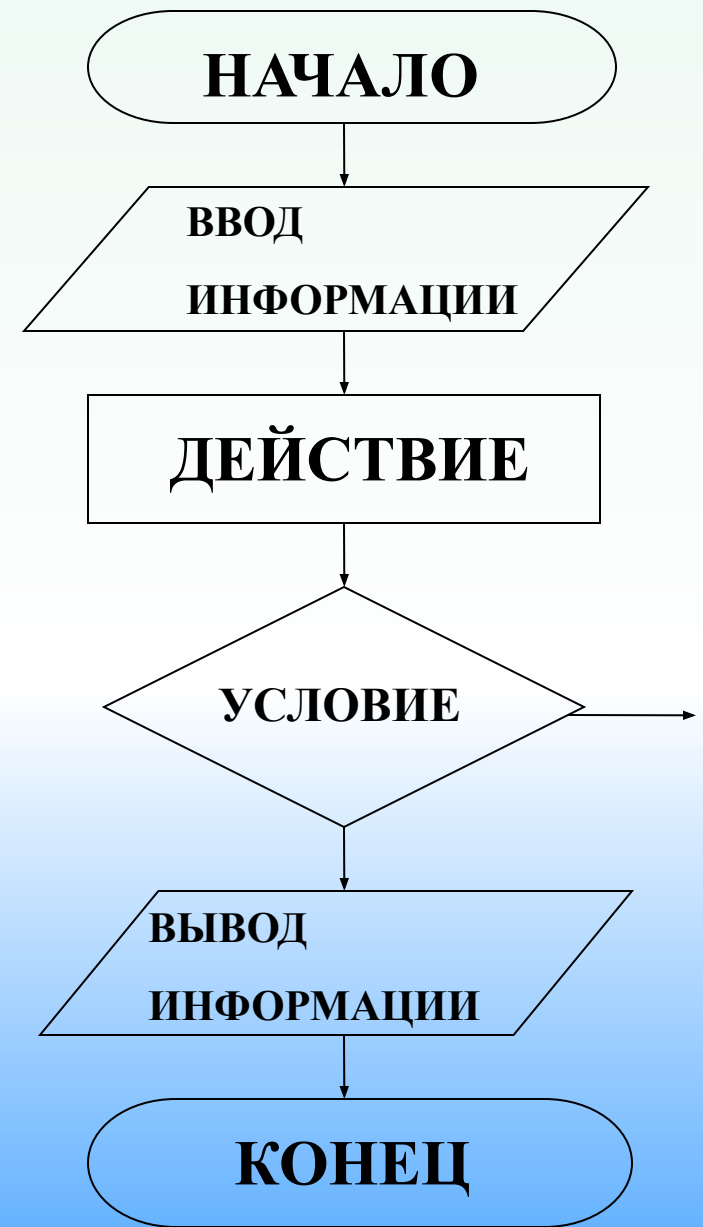 НАЧАЛО
ВВОД
ИНФОРМАЦИИ
ДЕЙСТВИЕ
УСЛОВИЕ
ВЫВОД
ИНФОРМАЦИИ
КОНЕЦ